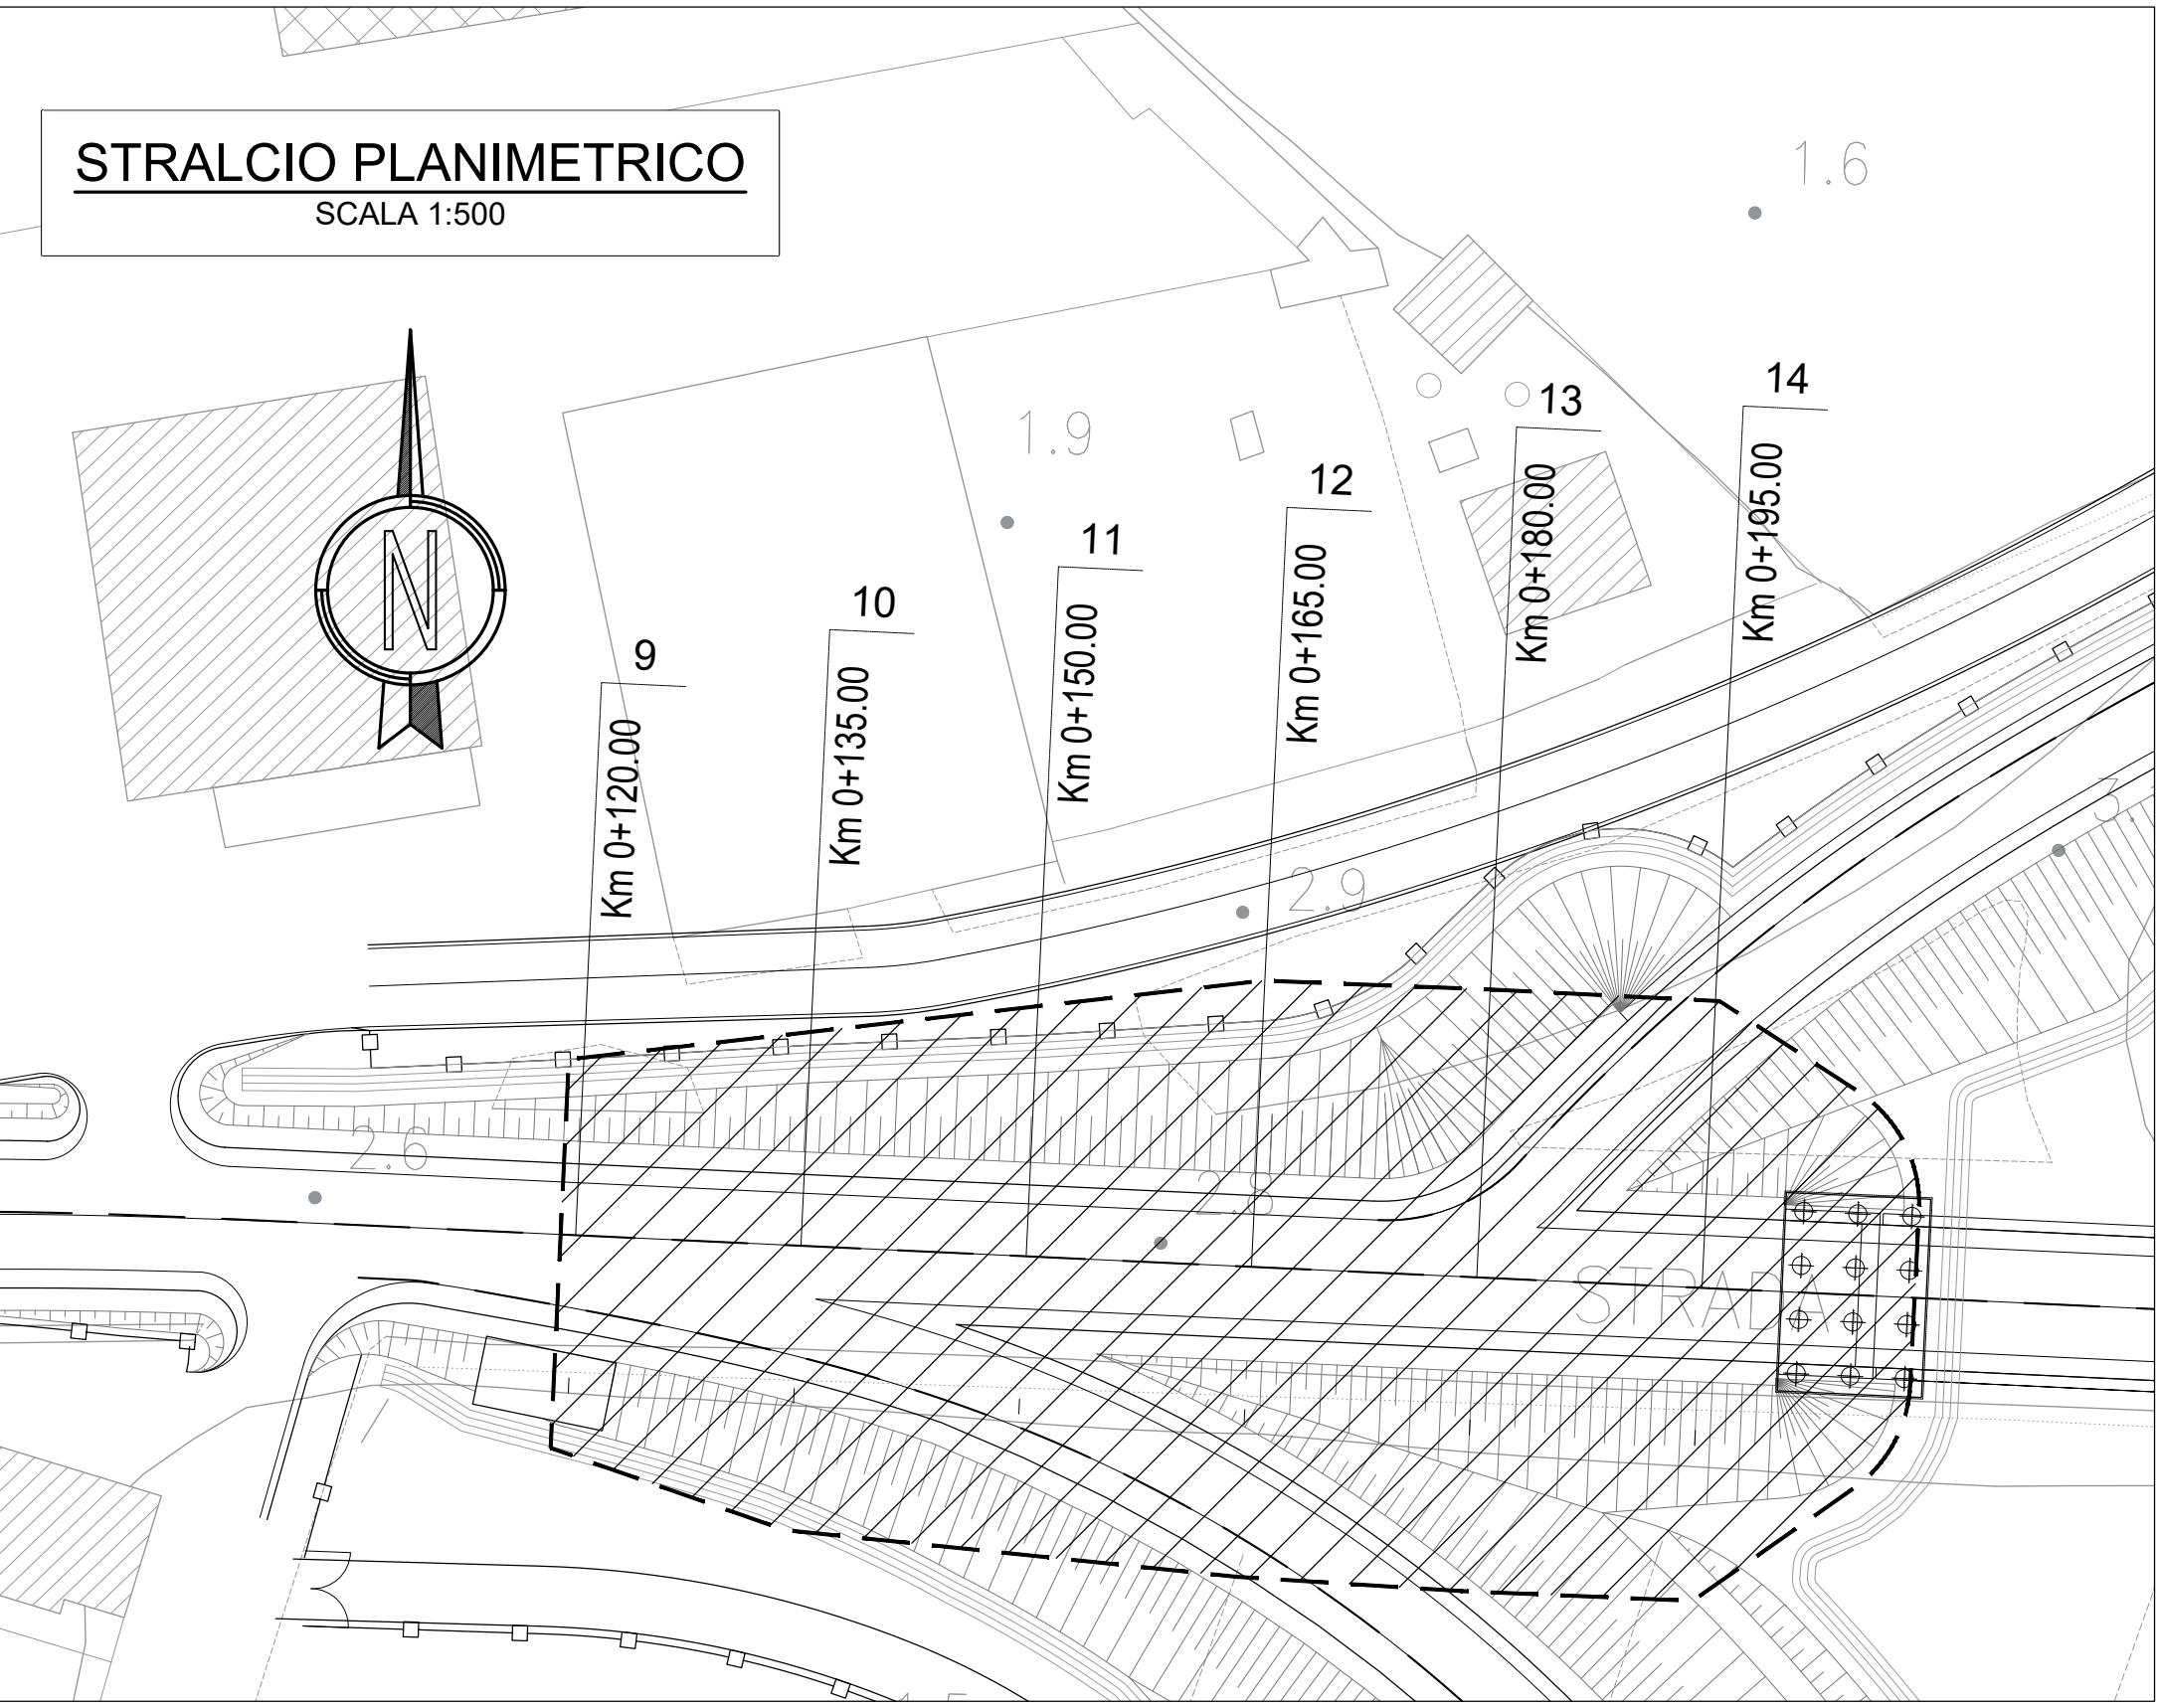 STRALCIO PLANIMETRICO
SCALA 1:500
1.6
N
1.9
9
Km 0+120.00
10
Km 0+135.00
11
Km 0+150.00
12
Km 0+165.00
13
Km 0+180.00
14
Km 0+195.00
3.
2.9
2.6
2.8
STRADA